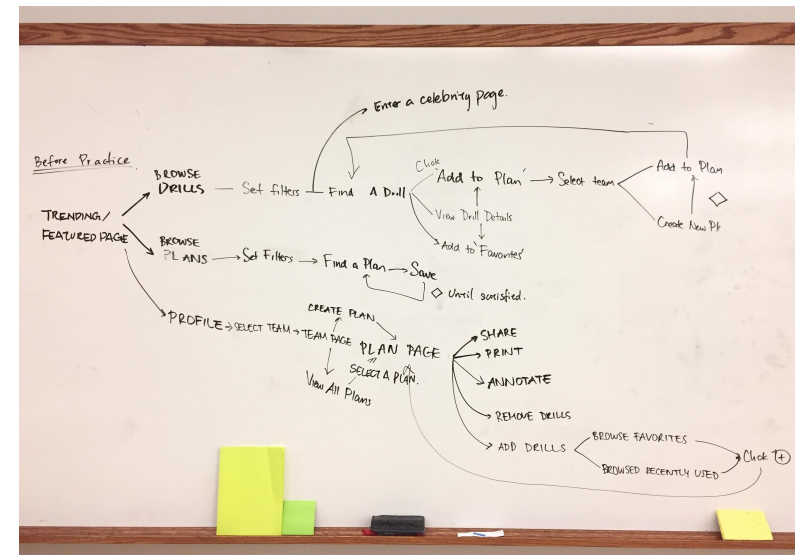 Enter a celebrity page.
Before Practice
BROWSE
DRILLS
Set filters
Find A Drill
Click
'Add to Plan'
Select team
Add to Plan
Create New Pl
View Drill Details
Add to 'Favorites'
TRENDING/
FEATURED PAGE
BROWSE
PLANS
Set Filters
Find a Plan
Save
Until satisfied.
PROFILE
SELECT TEAM
TEAM PAGE
CREATE PLAN
PLAN PAGE
SELECT A PLAN.
View All Plans
SHARE
PRINT
ANNOTATE
REMOVE DRILLS
ADD DRILLS
BROWSE FAVORITES
BROWSED RECENTLY USED
Click +